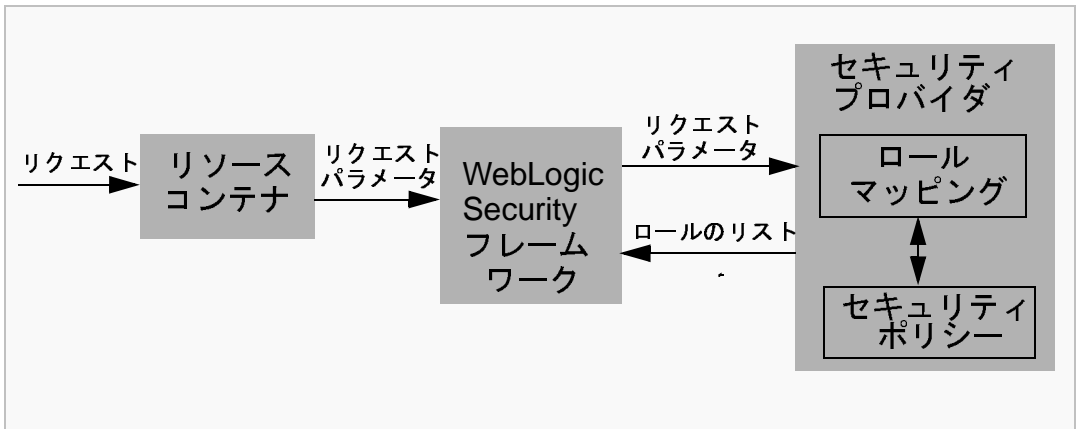 リクエスト
リソース
コンテナ
リクエスト
パラメータ
WebLogic
Security
フレーム
ワーク
リクエスト
パラメータ
ロールのリスト
セキュリティ
プロバイダ
ロール
マッピング
セキュリティ
ポリシー